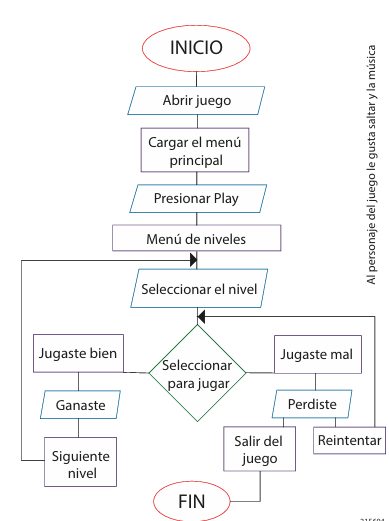 INICIO
Abrir juego
Cargar el menú
principal
Presionar Play
Menú de niveles
Seleccionar el nivel
Seleccionar
para jugar
Jugaste bien
Ganaste
Siguiente
nivel
Jugaste mal
Perdiste
Salir del
juego
Reintentar
FIN
Al personaje del juego le gusta saltar y la música